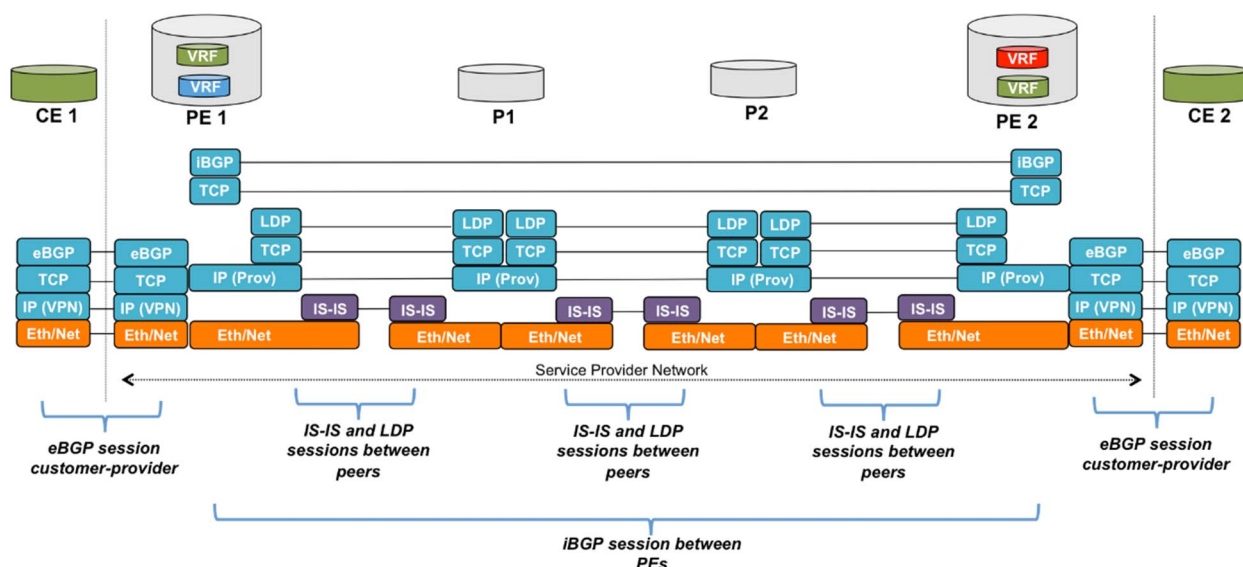 VRF
VRF
VRF
VRF
CE 1
PE 1
P1
P2
PE 2
CE 2
iBGP
iBGP
TCP
TCP
LDP
LDP LDP
LDP LDP
LDP
eBGP
eBGP
TCP
TCP TCP
TCP TCP
TCP
eBGP
eBGP
TCP
TCP
IP (Prov)
IP (Prov)
IP (Prov)
IP (Prov)
TCP
TCP
IP (VPN)
IP (VPN)
IS-IS
IS-IS
IS-IS
IS-IS
IS-IS
IS-IS
IP (VPN)
IP (VPN)
Eth/Net
Eth/Net
Eth/Net
Eth/Net
Eth/Net
Eth/Net
Eth/Net
Eth/Net
Eth/Net
Eth/Net
Service Provider Network
eBGP session
customer-provider
IS-IS and LDP
sessions between
peers
IS-IS and LDP
sessions between
peers
IS-IS and LDP
sessions between
peers
eBGP session
customer-provider
iBGP session between
PEs